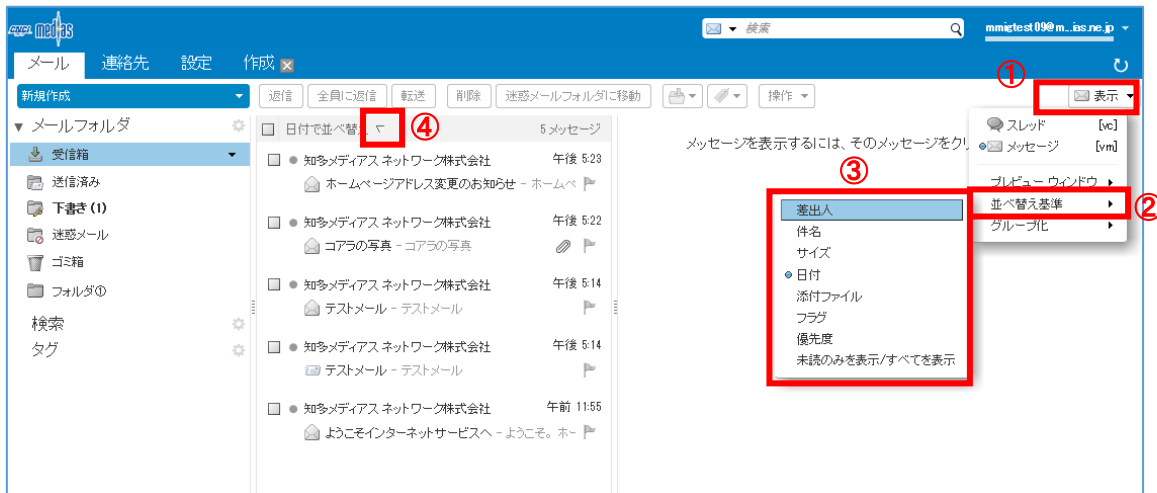 medias
検索
mmigtest09@m...ias.ne.jp
メール 連絡先 設定 作成
①
新規作成
返信 全員に返信 転送 削除 迷惑メールフォルダに移動 操作
表示
メールフォルダ
受信箱
送信済み
下書き (1)
迷惑メール
ゴミ箱
フォルダ①
検索
タグ
日付で並べ替え ④ 5 メッセージ
知多メディアス ネットワーク株式会社 午後 5:23
ホームページアドレス変更のお知らせ - ホームペ
知多メディアス ネットワーク株式会社 午後 5:22
コアラの写真 - コアラの写真
知多メディアス ネットワーク株式会社 午後 5:14
テストメール - テストメール
知多メディアス ネットワーク株式会社 午後 5:14
テストメール - テストメール
知多メディアス ネットワーク株式会社 午前 11:55
ようこそインターネットサービスへ - ようこそ。ホー
メッセージを表示するには、そのメッセージをクリ
③
差出人
件名
サイズ
日付
添付ファイル
フラグ
優先度
未読のみを表示/すべてを表示
スレッド [vc]
メッセージ [vm]
プレビュー ウィンドウ
並べ替え基準 ②
グループ化